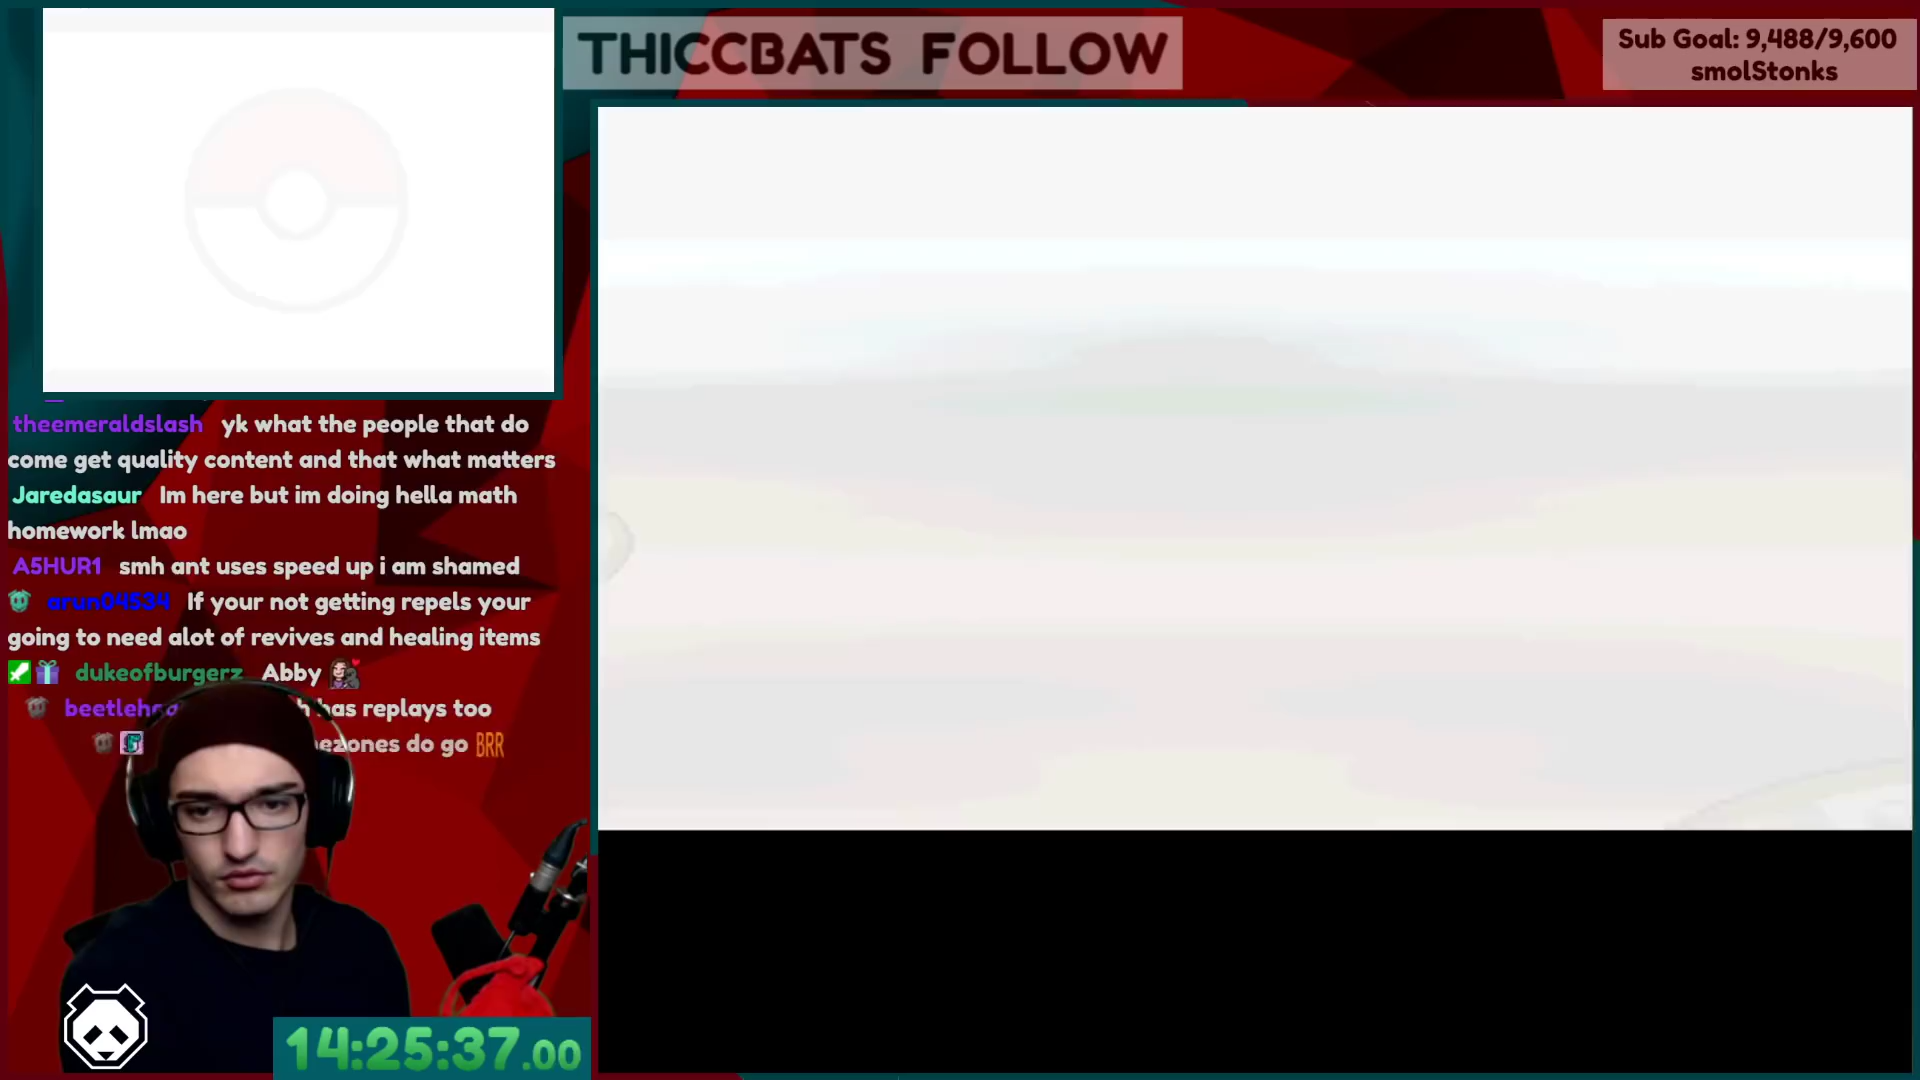 THICCBATS FOLLOW
Sub Goal: 9,488/9,600
smolStonks
theemeraldslash yk what the people that do
come get quality content and that what matters
Jaredasaur Im here but im doing hella math
homework lmao
A5HUR1 smh ant uses speed up i am shamed
arun04534 If your not getting repels your
going to need alot of revives and healing items
dukeofburgerz Abby
has replays too
do go BRR
14:25:37.00